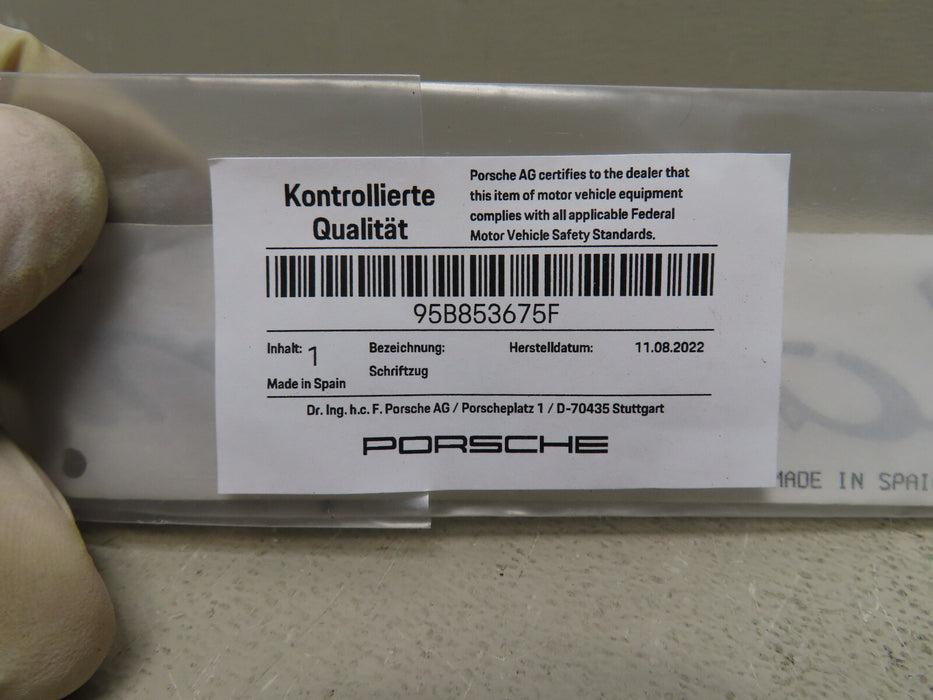 Kontrollierte
Qualität
Porsche AG certifies to the dealer that
this item of motor vehicle equipment
complies with all applicable Federal
Motor Vehicle Safety Standards.
95B853675F
Inhalt: 1
Bezeichnung:
Schriftzug
Herstelldatum: 11.08.2022
Made in Spain
Dr. Ing. h.c. F. Porsche AG / Porscheplatz 1 / D-70435 Stuttgart
PORSCHE
MADE IN SPAIN